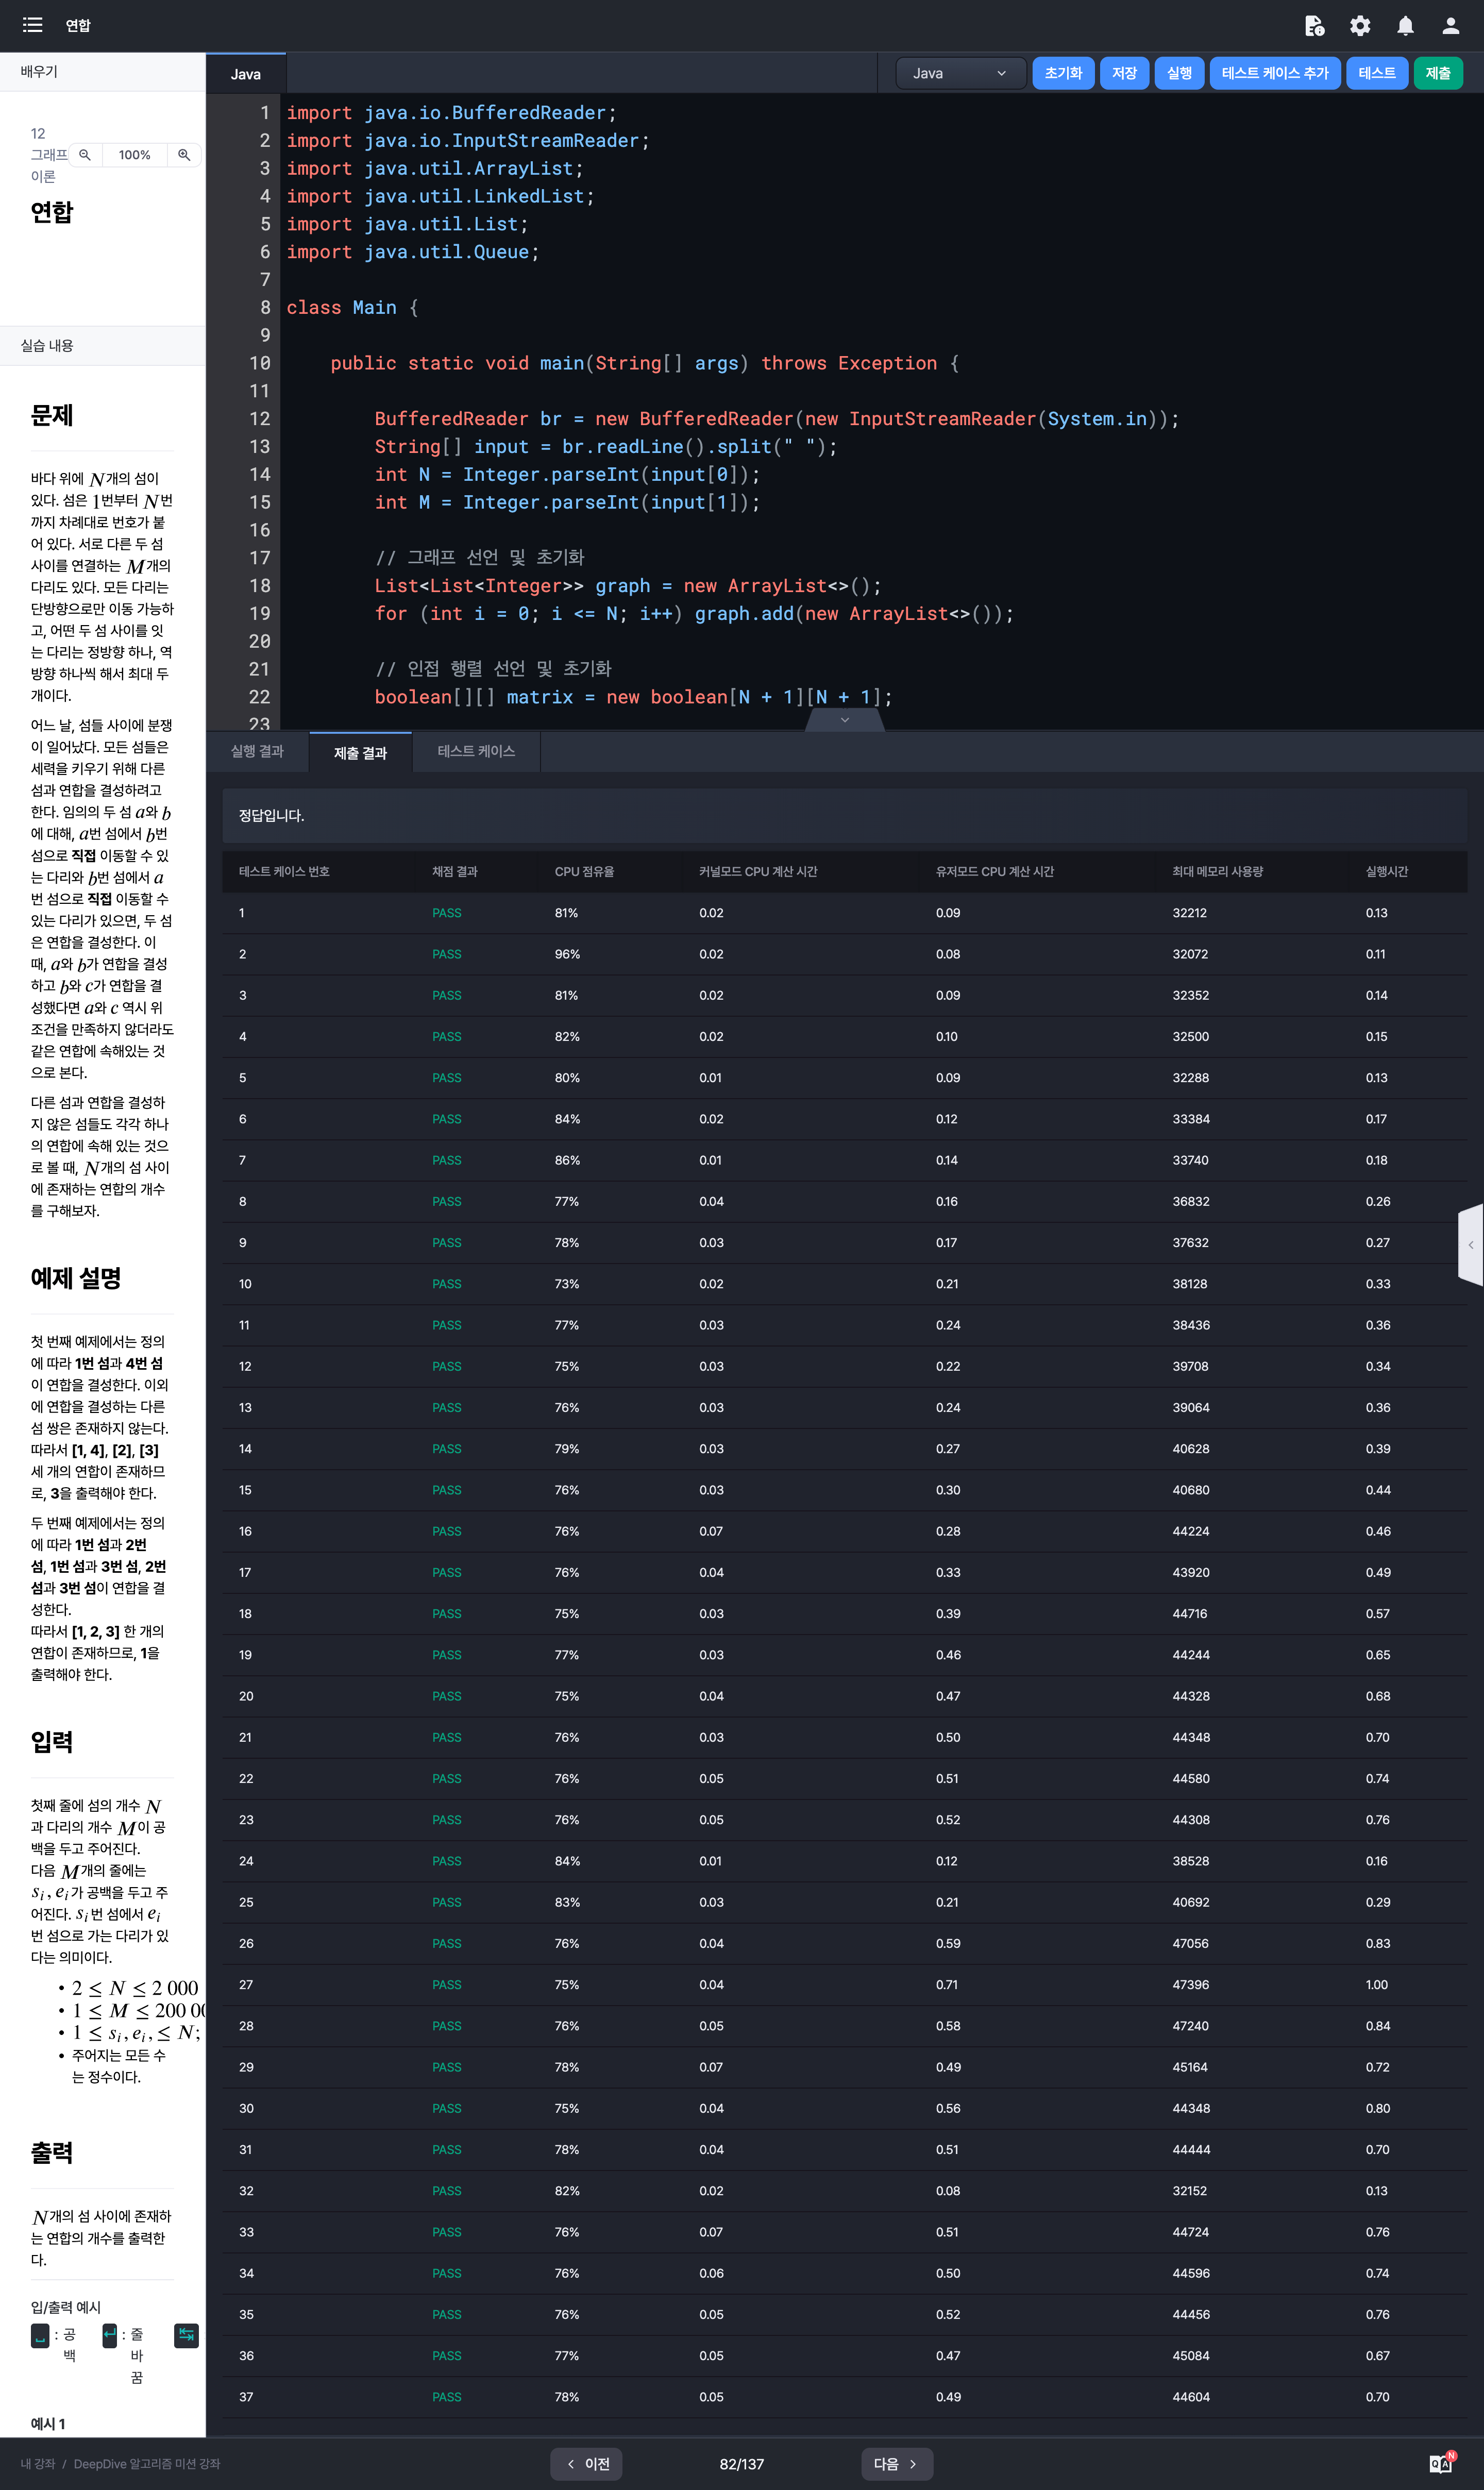 연합
배우기
12
그래프
이론
100%
연합
실습 내용
문제
바다 위에 N개의 섬이
있다. 섬은 1번부터 N번
까지 차례대로 번호가 붙
어 있다. 서로 다른 두 섬
사이를 연결하는 M개의
다리도 있다. 모든 다리는
단방향으로만 이동 가능하
고, 어떤 두 섬 사이를 잇
는 다리는 정방향 하나, 역
방향 하나씩 해서 최대 두
개이다.
어느 날, 섬들 사이에 분쟁
이 일어났다. 모든 섬들은
세력을 키우기 위해 다른
섬과 연합을 결성하려고
한다. 임의의 두 섬 a와 b
에 대해, a번 섬에서 b번
섬으로 직접 이동할 수 있
는 다리와 b번 섬에서 a
번 섬으로 직접 이동할 수
있는 다리가 있으면, 두 섬
은 연합을 결성한다. 이
때, a와 b가 연합을 결성
하고 b와 c가 연합을 결
성했다면 a와 c 역시 위
조건을 만족하지 않더라도
같은 연합에 속해있는 것
으로 본다.
다른 섬과 연합을 결성하
지 않은 섬들도 각각 하나
의 연합에 속해 있는 것으
로 볼 때, N개의 섬 사이
에 존재하는 연합의 개수
를 구해보자.
예제 설명
첫 번째 예제에서는 정의
에 따라 1번 섬과 4번 섬
이 연합을 결성한다. 이외
에 연합을 결성하는 다른
섬 쌍은 존재하지 않는다.
따라서 [1, 4], [2], [3]
세 개의 연합이 존재하므
로, 3을 출력해야 한다.
두 번째 예제에서는 정의
에 따라 1번 섬과 2번
섬, 1번 섬과 3번 섬, 2번
섬과 3번 섬이 연합을 결
성한다.
따라서 [1, 2, 3] 한 개의
연합이 존재하므로, 1을
출력해야 한다.
입력
첫째 줄에 섬의 개수 N
과 다리의 개수 M이 공
백을 두고 주어진다.
다음 M개의 줄에는
s_i, e_i가 공백을 두고 주
어진다. s_i번 섬에서 e_i
번 섬으로 가는 다리가 있
다는 의미이다.
• 2 ≤ N ≤ 2 000
• 1 ≤ M ≤ 200 00
• 1 ≤ s_i, e_i, ≤ N;
• 주어지는 모든 수
는 정수이다.
출력
N개의 섬 사이에 존재하
는 연합의 개수를 출력한
다.
입/출력 예시
: 공백 : 줄바꿈
예시 1
Java
Java 초기화 저장 실행 테스트 케이스 추가 테스트 제출
1 import java.io.BufferedReader;
2 import java.io.InputStreamReader;
3 import java.util.ArrayList;
4 import java.util.LinkedList;
5 import java.util.List;
6 import java.util.Queue;
7
8 class Main {
9
10 public static void main(String[] args) throws Exception {
11
12 BufferedReader br = new BufferedReader(new InputStreamReader(System.in));
13 String[] input = br.readLine().split(" ");
14 int N = Integer.parseInt(input[0]);
15 int M = Integer.parseInt(input[1]);
16
17 // 그래프 선언 및 초기화
18 List<List<Integer>> graph = new ArrayList<>();
19 for (int i = 0; i <= N; i++) graph.add(new ArrayList<>());
20
21 // 인접 행렬 선언 및 초기화
22 boolean[][] matrix = new boolean[N + 1][N + 1];
23
실행 결과 제출 결과 테스트 케이스
정답입니다.
테스트 케이스 번호 채점 결과 CPU 점유율 커널모드 CPU 계산 시간 유저모드 CPU 계산 시간 최대 메모리 사용량 실행시간
1 PASS 81% 0.02 0.09 32212 0.13
2 PASS 96% 0.02 0.08 32072 0.11
3 PASS 81% 0.02 0.09 32352 0.14
4 PASS 82% 0.02 0.10 32500 0.15
5 PASS 80% 0.01 0.09 32288 0.13
6 PASS 84% 0.02 0.12 33384 0.17
7 PASS 86% 0.01 0.14 33740 0.18
8 PASS 77% 0.04 0.16 36832 0.26
9 PASS 78% 0.03 0.17 37632 0.27
10 PASS 73% 0.02 0.21 38128 0.33
11 PASS 77% 0.03 0.24 38436 0.36
12 PASS 75% 0.03 0.22 39708 0.34
13 PASS 76% 0.03 0.24 39064 0.36
14 PASS 79% 0.03 0.27 40628 0.39
15 PASS 76% 0.03 0.30 40680 0.44
16 PASS 76% 0.07 0.28 44224 0.46
17 PASS 76% 0.04 0.33 43920 0.49
18 PASS 75% 0.03 0.39 44716 0.57
19 PASS 77% 0.03 0.46 44244 0.65
20 PASS 75% 0.04 0.47 44328 0.68
21 PASS 76% 0.03 0.50 44348 0.70
22 PASS 76% 0.05 0.51 44580 0.74
23 PASS 76% 0.05 0.52 44308 0.76
24 PASS 84% 0.01 0.12 38528 0.16
25 PASS 83% 0.03 0.21 40692 0.29
26 PASS 76% 0.04 0.59 47056 0.83
27 PASS 75% 0.04 0.71 47396 1.00
28 PASS 76% 0.05 0.58 47240 0.84
29 PASS 78% 0.07 0.49 45164 0.72
30 PASS 75% 0.04 0.56 44348 0.80
31 PASS 78% 0.04 0.51 44444 0.70
32 PASS 82% 0.02 0.08 32152 0.13
33 PASS 76% 0.07 0.51 44724 0.76
34 PASS 76% 0.06 0.50 44596 0.74
35 PASS 76% 0.05 0.52 44456 0.76
36 PASS 77% 0.05 0.47 45084 0.67
37 PASS 78% 0.05 0.49 44604 0.70
내 강좌 / DeepDive 알고리즘 미션 강좌
이전 82/137 다음
Q A N